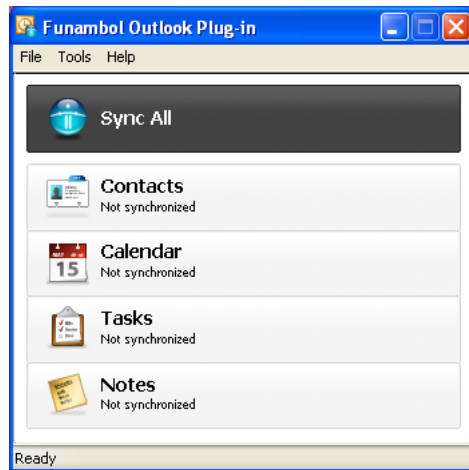 Funambol Outlook Plug-in
File Tools Help
Sync All
Contacts
Not synchronized
Calendar
Not synchronized
15
Tasks
Not synchronized
Notes
Not synchronized
Ready